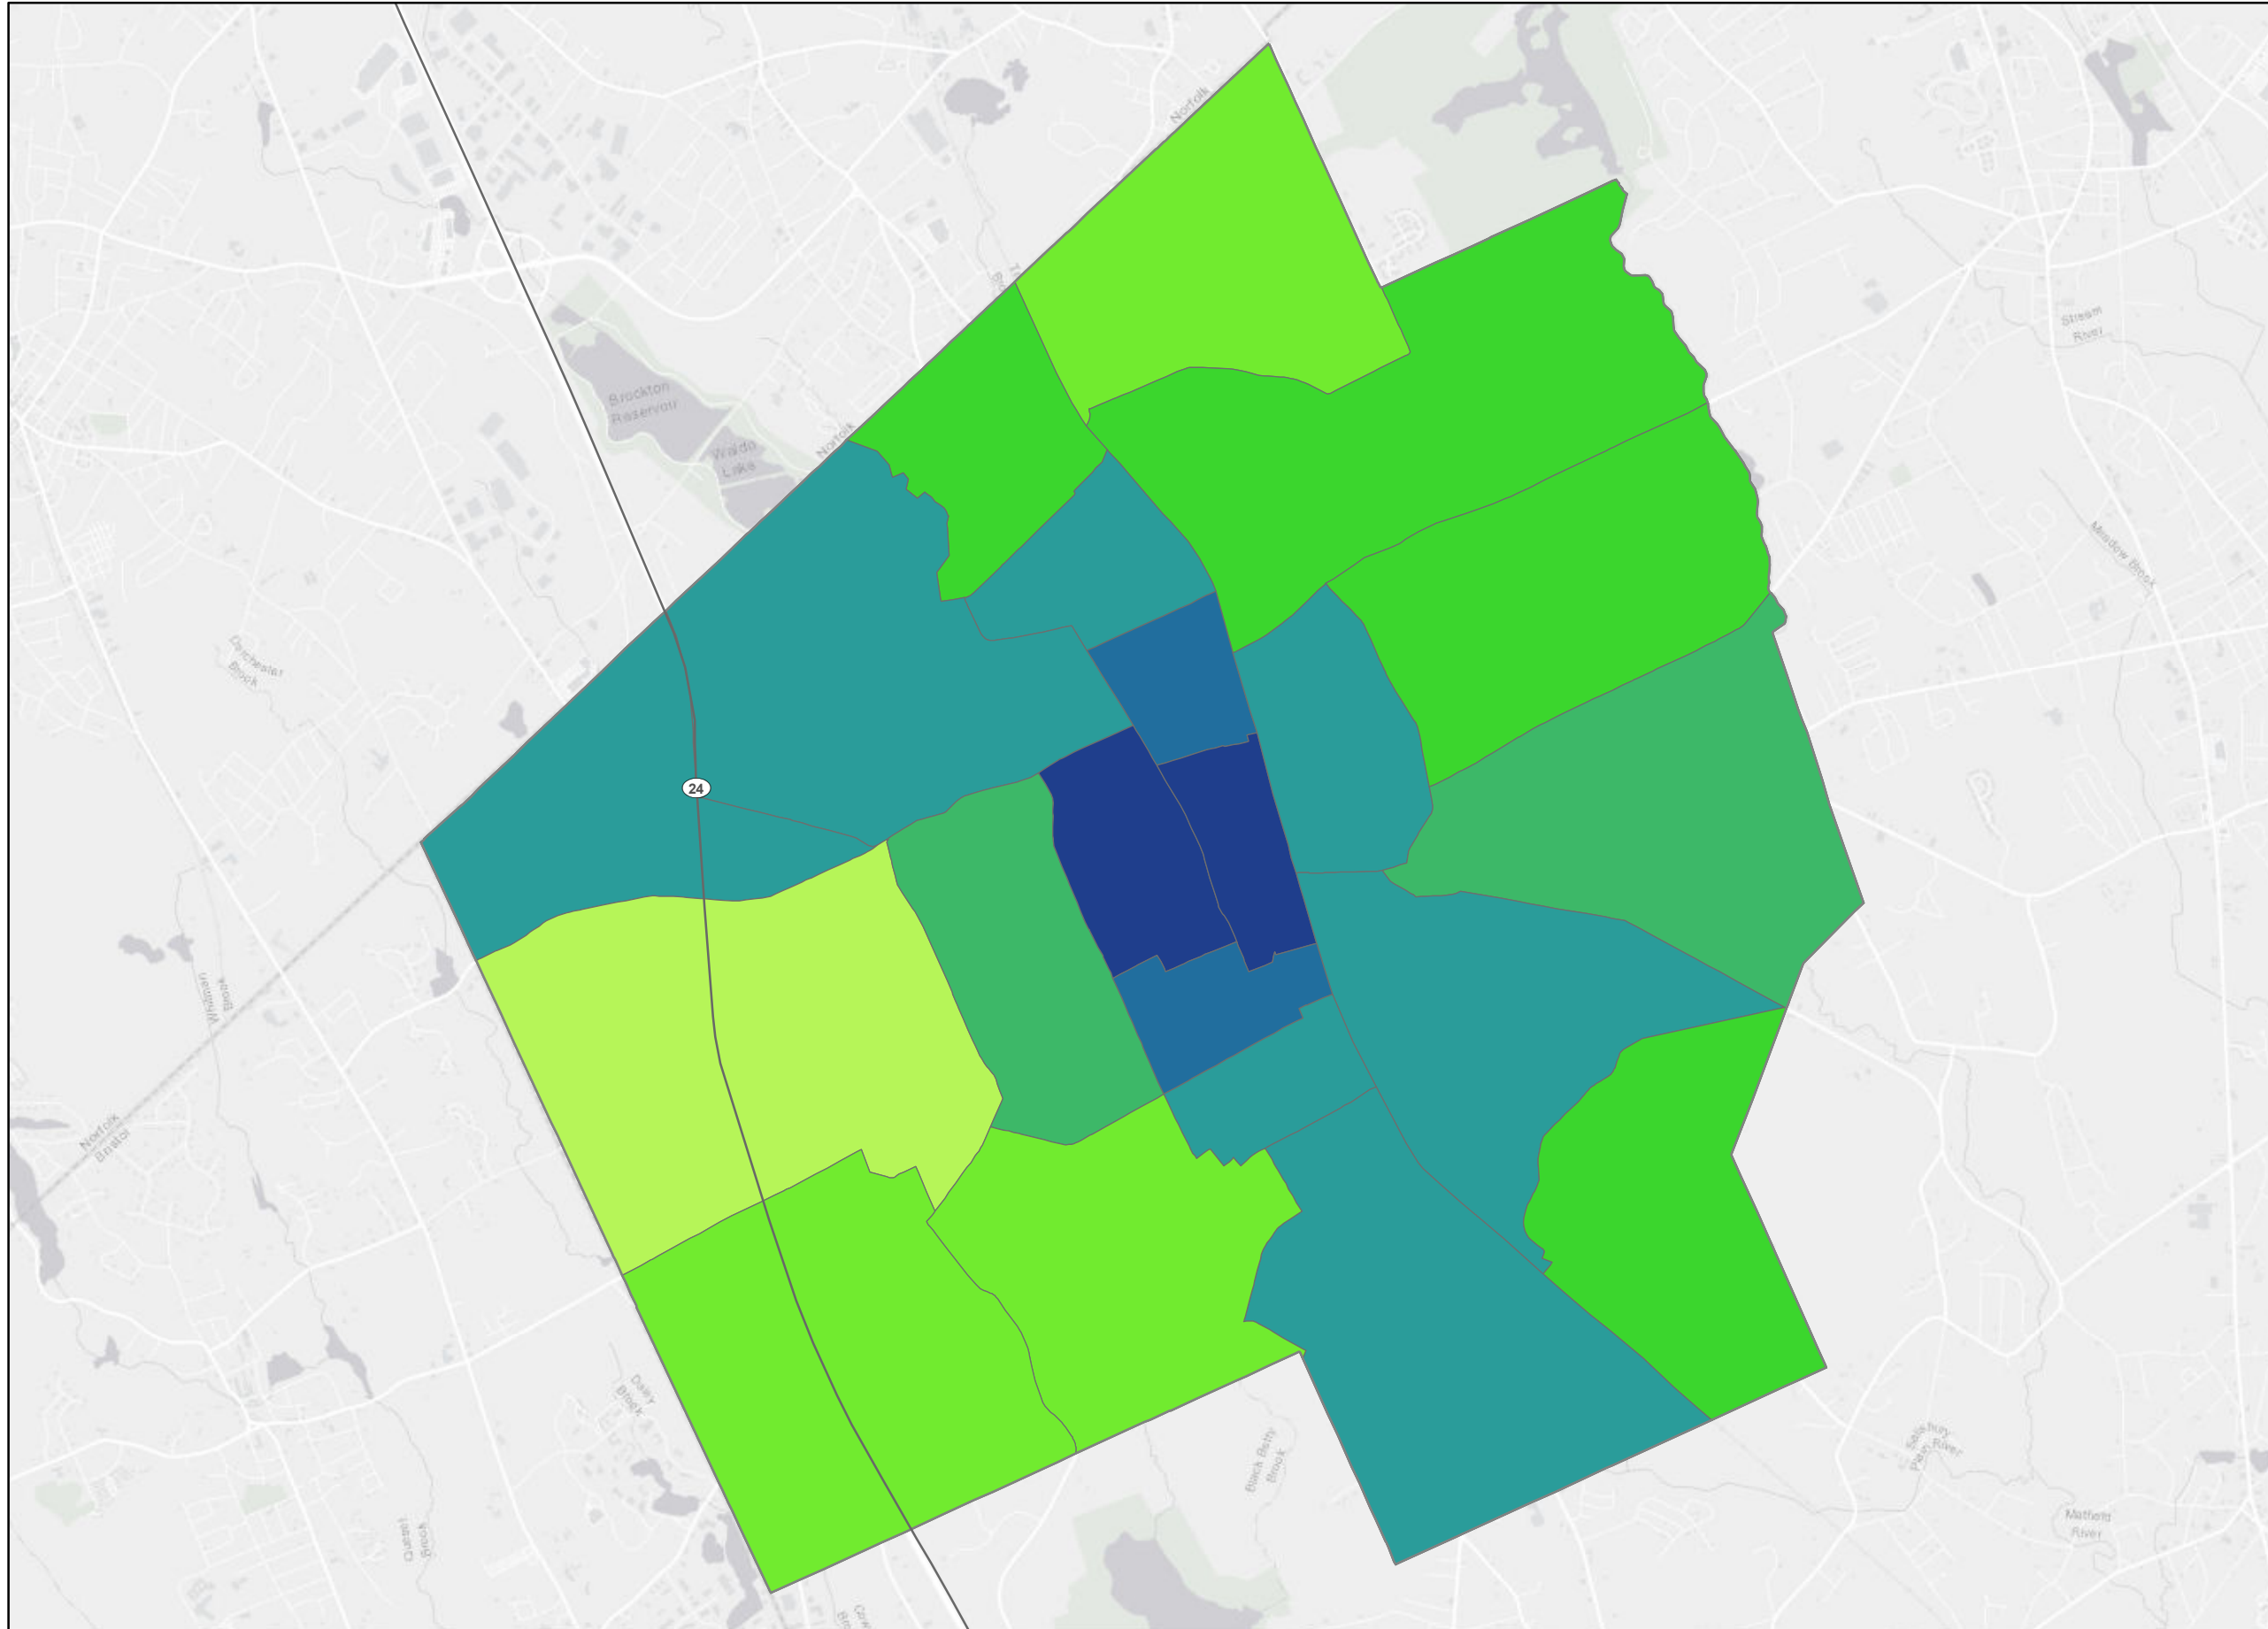 Norfolk
Brockton
Reservoir
Waldo
Lake
Norfolk
Stream
River
Meadow Brook
Dorchester
Brook
24
Whitman
Brook
Norfolk
Bristol
Daley
Brook
Black Betty
Brook
Salisbury
Plain River
Matfield
River
Queset
Brook